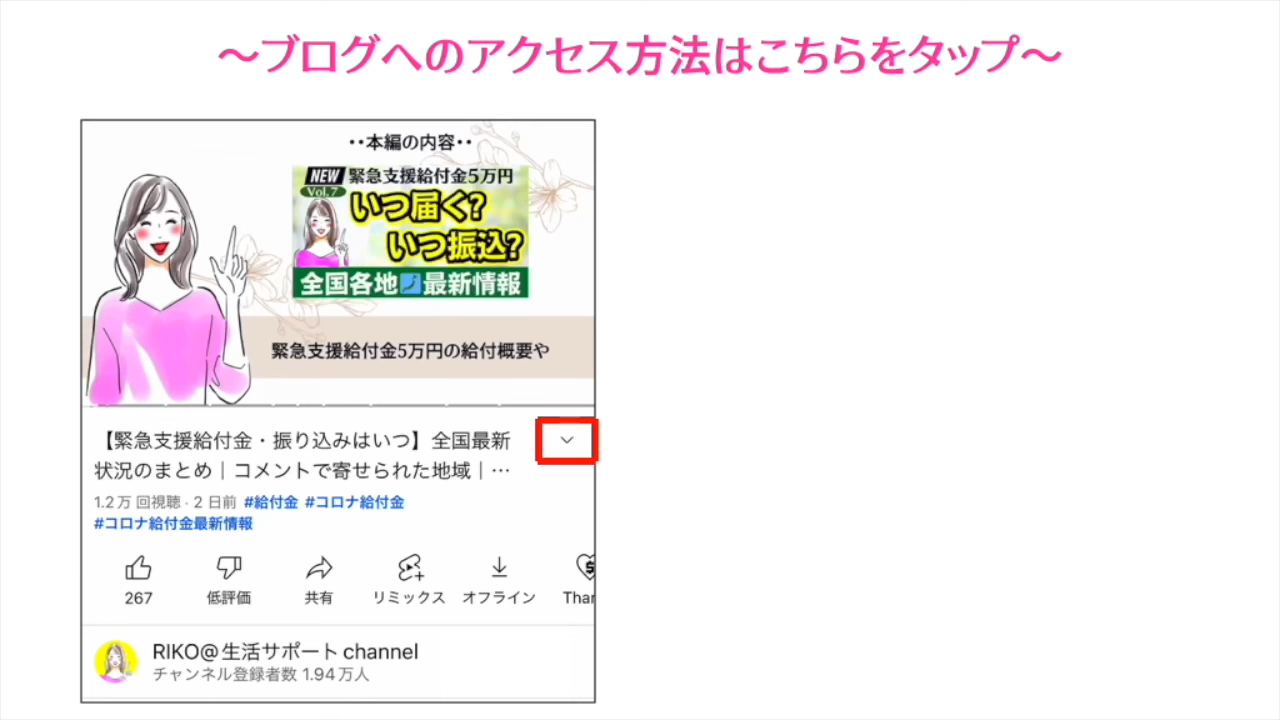 ～ブログへのアクセス方法はこちらをタップ～
・・本編の内容・・
NEW 緊急支援給付金5万円
Vol.7
いつ届く?
いつ振込?
全国各地 最新情報
緊急支援給付金5万円の給付概要や
【緊急支援給付金・振り込みはいつ】全国最新
状況のまとめ｜コメントで寄せられた地域｜…
1.2万 回視聴・2 日前 #給付金 #コロナ給付金
#コロナ給付金最新情報
267 低評価 共有 リミックス オフライン Than
RIKO@生活サポートchannel
チャンネル登録者数 1.94万人